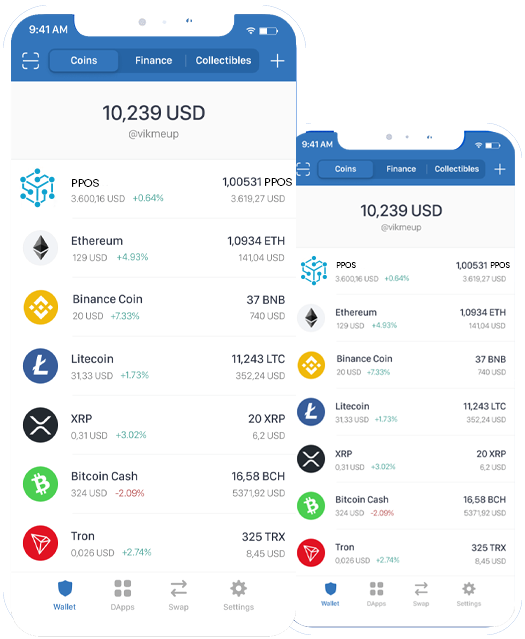 9:41 AM
Coins Finance Collectibles
10,239 USD
@vikmeup
PPOS 1,00531 PPOS
3.600,16 USD +0.64% 3.619,27 USD
Ethereum 1,0934 ETH
129 USD +4.93% 141,04 USD
Binance Coin 37 BNB
20 USD +7.33% 740 USD
Litecoin 11,243 LTC
31,33 USD +1.73% 352,24 USD
XRP 20 XRP
0,31 USD +3.02% 6,2 USD
Bitcoin Cash 16,58 BCH
324 USD -2.09% 5371,92 USD
Tron 325 TRX
0,026 USD +2.74% 8,45 USD
Wallet DApps Swap Settings
9:41 AM
Coins Finance Collectibles
10,239 USD
@vikmeup
PPOS 1,00531 PPOS
3.600,16 USD +0.64% 3.619,27 USD
Ethereum 1,0934 ETH
129 USD +4.93% 141,04 USD
Binance Coin 37 BNB
20 USD +7.33% 740 USD
Litecoin 11,243 LTC
31,33 USD +1.73% 352,24 USD
XRP 20 XRP
0,31 USD +3.02% 6,2 USD
Bitcoin Cash 16,58 BCH
324 USD -2.09% 5371,92 USD
Tron 325 TRX
0,026 USD +2.74% 8,45 USD
Wallet DApps Swap Settings